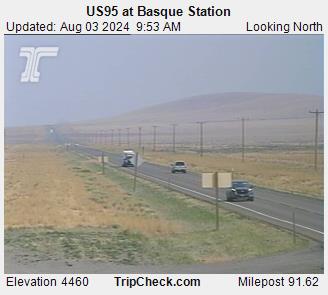 US95 at Basque Station
Updated: Aug 03 2024 9:53 AM Looking North
Elevation 4460 TripCheck.com Milepost 91.62